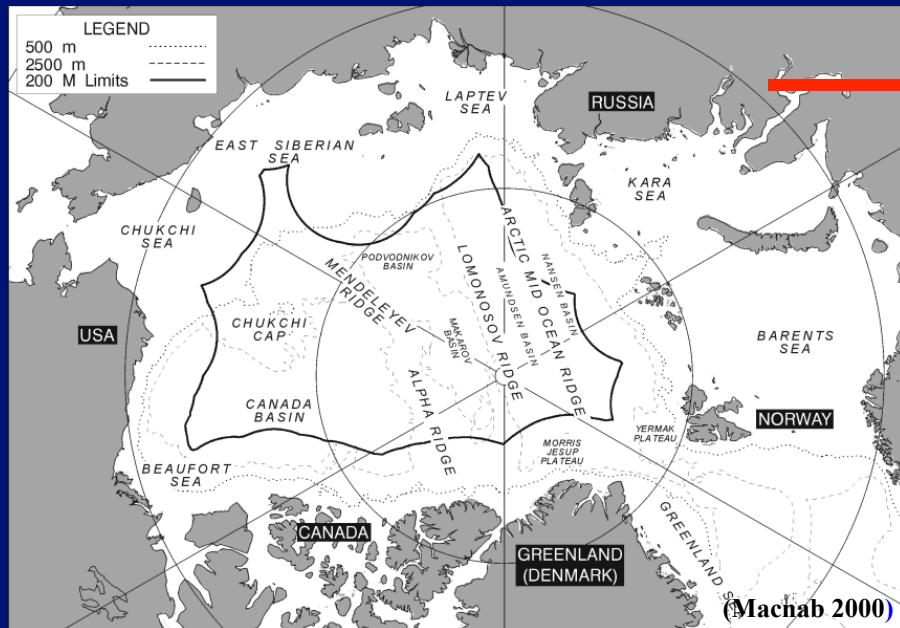 LEGEND
500 m
2500 m
200 M Limits
LAPTEV
SEA
RUSSIA
EAST SIBERIAN
SEA
KARA
SEA
CHUKCHI
SEA
PODVODNIKOV
BASIN
ARCTIC MID OCEAN RIDGE
NANSEN BASIN
MENDELEYEV
RIDGE
LOMONOSOV RIDGE
AMUNDSEN BASIN
USA
CHUKCHI
CAP
MAKAROV
BASIN
BARENTS
SEA
ALPHA RIDGE
CANADA
BASIN
NORWAY
YERMAK
PLATEAU
MORRIS
JESUP
PLATEAU
BEAUFORT
SEA
CANADA
GREENLAND
(DENMARK)
GREENLAND
(Macnab 2000)